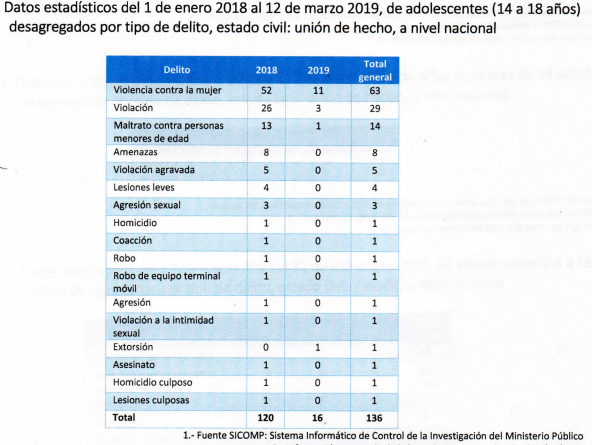 Datos estadísticos del 1 de enero 2018 al 12 de marzo 2019, de adolescentes (14 a 18 años)
desagregados por tipo de delito, estado civil: unión de hecho, a nivel nacional
Delito 2018 2019 Total general
Violencia contra la mujer 52 11 63
Violación 26 3 29
Maltrato contra personas menores de edad 13 1 14
Amenazas 8 0 8
Violación agravada 5 0 5
Lesiones leves 4 0 4
Agresión sexual 3 0 3
Homicidio 1 0 1
Coacción 1 0 1
Robo 1 0 1
Robo de equipo terminal móvil 1 0 1
Agresión 1 0 1
Violación a la intimidad sexual 1 0 1
Extorsión 0 1 1
Asesinato 1 0 1
Homicidio culposo 1 0 1
Lesiones culposas 1 0 1
Total 120 16 136
1.- Fuente SICOMP: Sistema Informático de Control de la Investigación del Ministerio Público